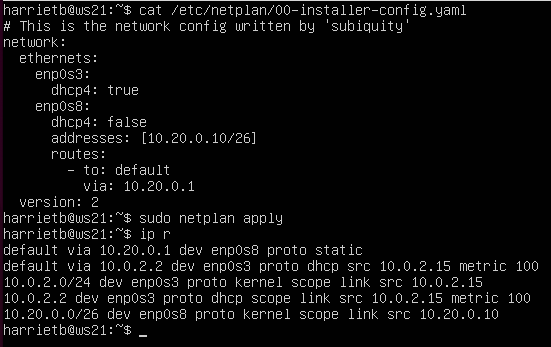 harrietb@ws21:~$ cat /etc/netplan/00-installer-config.yaml
# This is the network config written by 'subiquity'
network:
  ethernets:
    enp0s3:
      dhcp4: true
    enp0s8:
      dhcp4: false
      addresses: [10.20.0.10/26]
      routes:
        - to: default
          via: 10.20.0.1
  version: 2
harrietb@ws21:~$ sudo netplan apply
harrietb@ws21:~$ ip r
default via 10.20.0.1 dev enp0s8 proto static
default via 10.0.2.2 dev enp0s3 proto dhcp src 10.0.2.15 metric 100
10.0.2.0/24 dev enp0s3 proto kernel scope link src 10.0.2.15
10.0.2.2 dev enp0s3 proto dhcp scope link src 10.0.2.15 metric 100
10.20.0.0/26 dev enp0s8 proto kernel scope link src 10.20.0.10
harrietb@ws21:~$ _